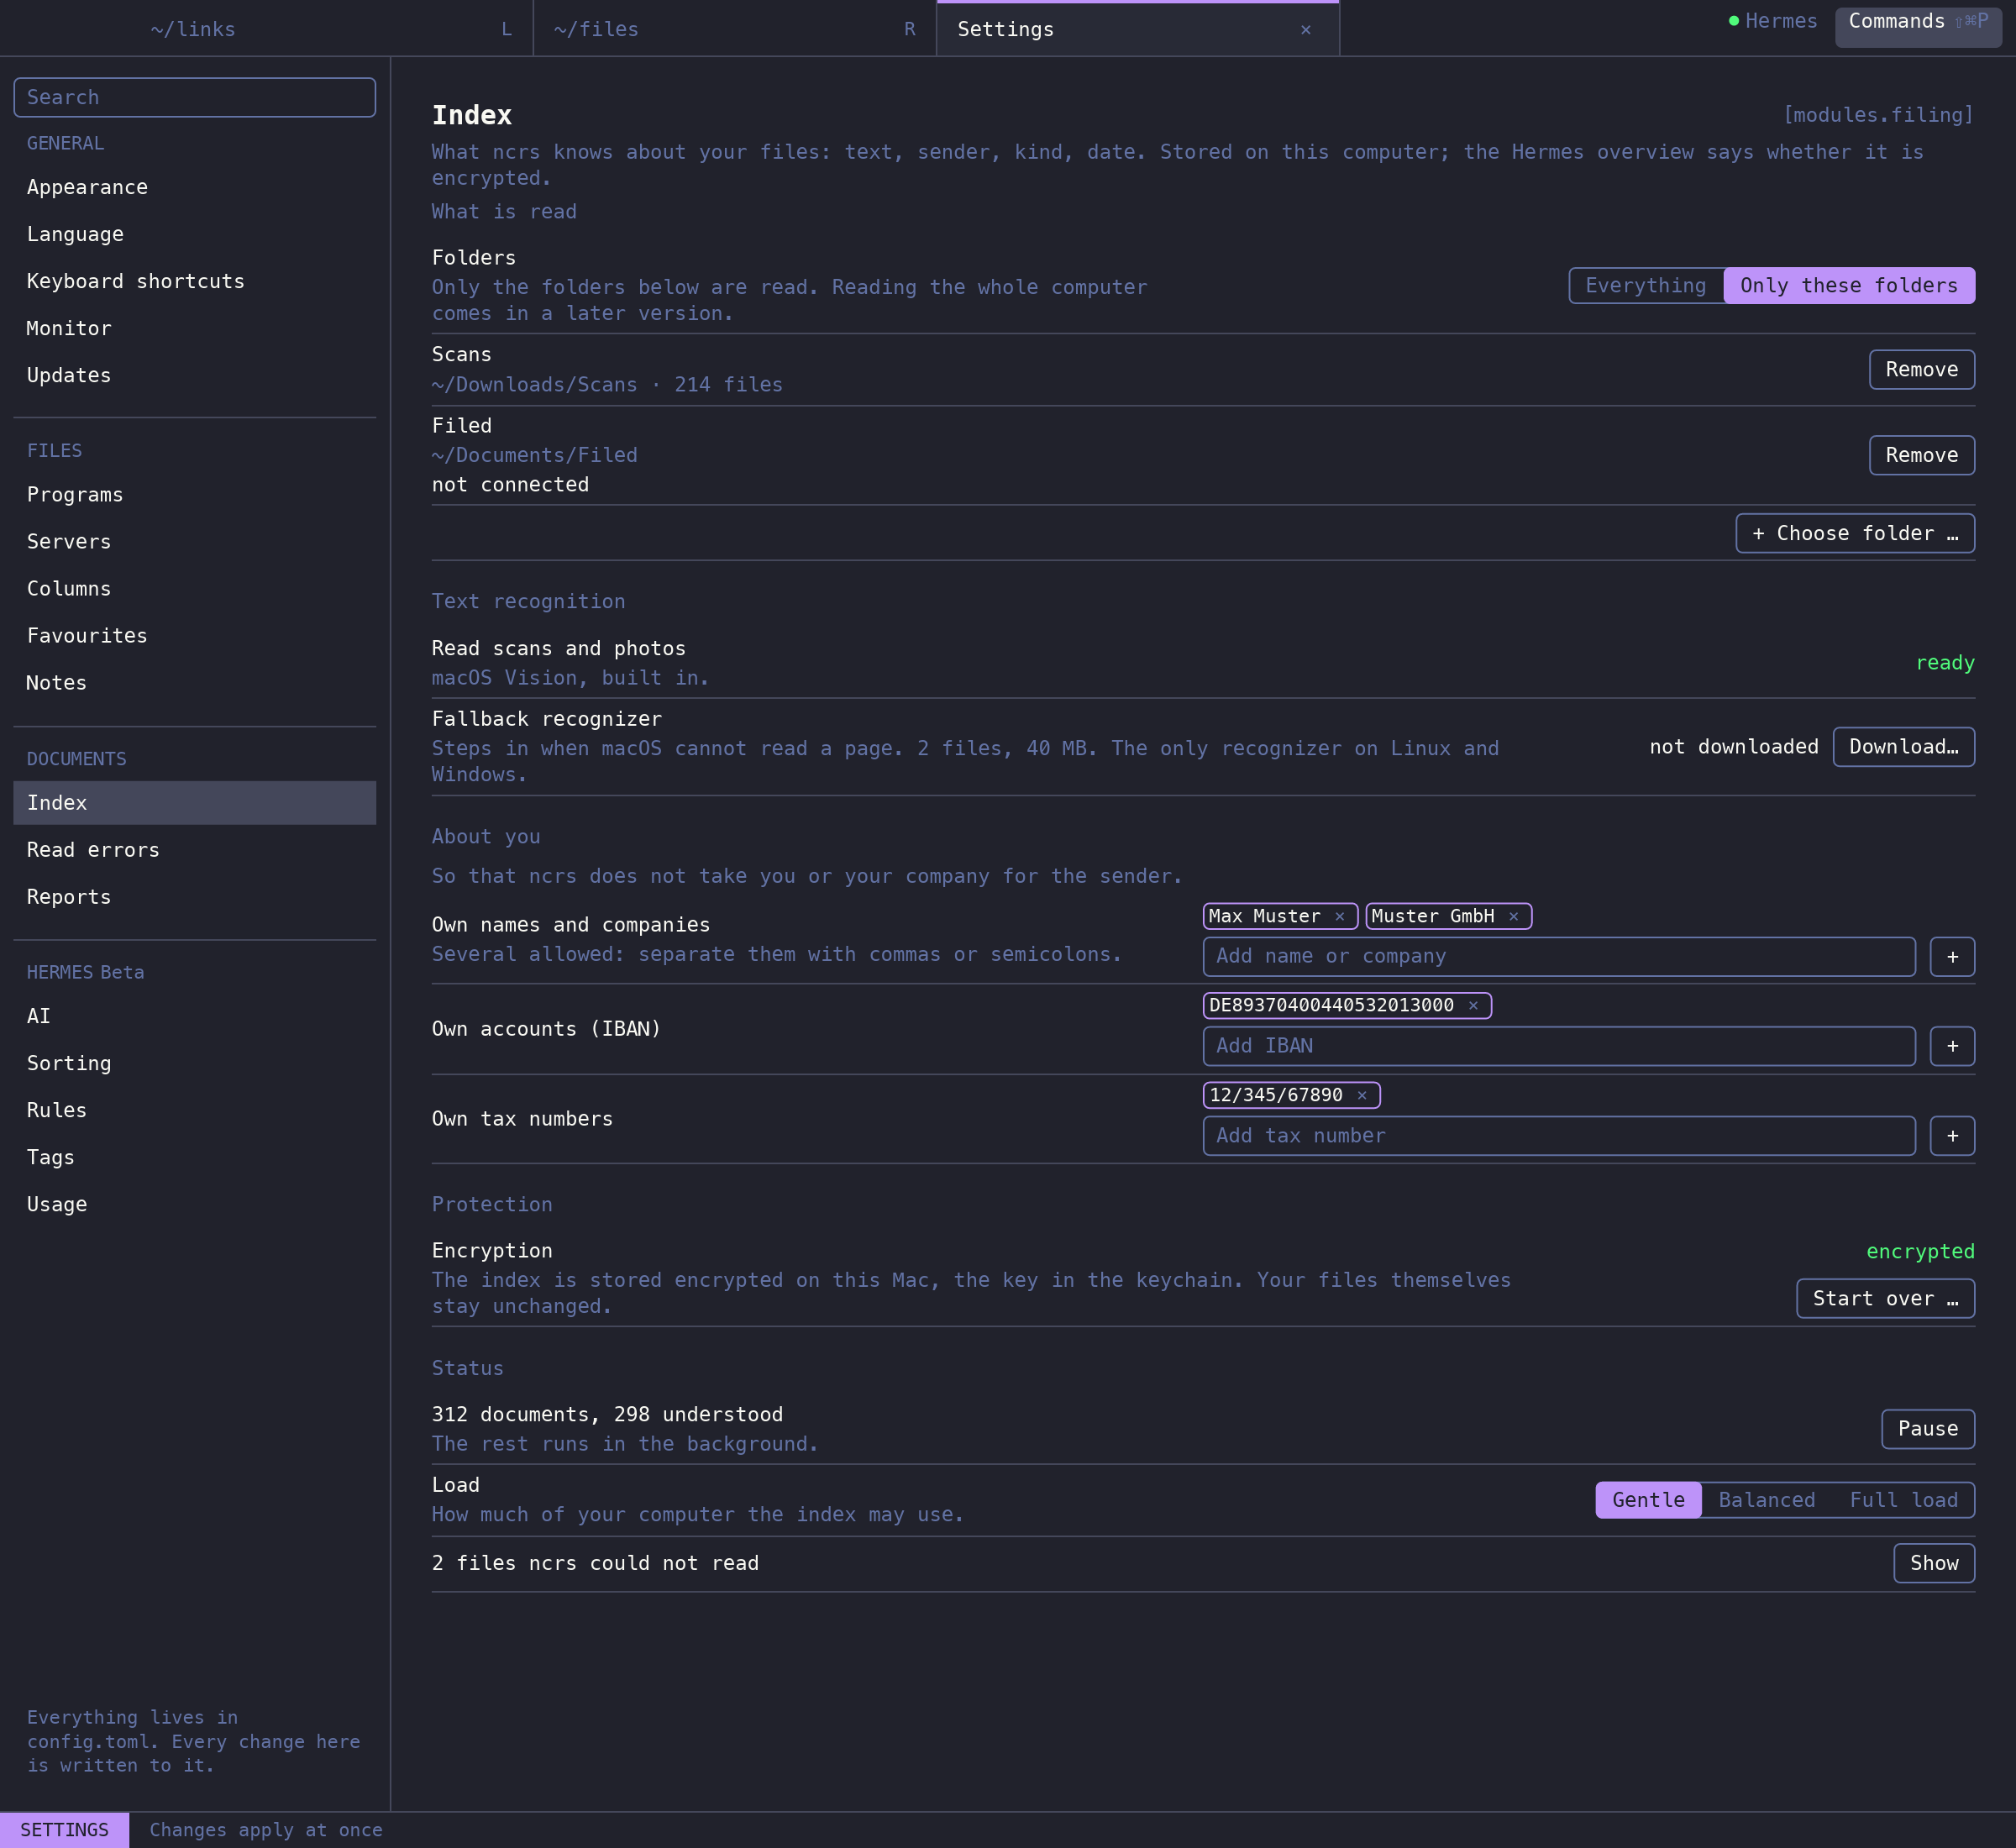 ~/links L ~/files R Settings × Hermes Commands ⇧⌘P
Search
GENERAL
Appearance
Language
Keyboard shortcuts
Monitor
Updates
FILES
Programs
Servers
Columns
Favourites
Notes
DOCUMENTS
Index
Read errors
Reports
HERMES Beta
AI
Sorting
Rules
Tags
Usage
Everything lives in
config.toml. Every change here
is written to it.
Index [modules.filing]
What ncrs knows about your files: text, sender, kind, date. Stored on this computer; the Hermes overview says whether it is
encrypted.
What is read
Folders
Only the folders below are read. Reading the whole computer
comes in a later version.
Everything Only these folders
Scans
~/Downloads/Scans · 214 files
Remove
Filed
~/Documents/Filed
not connected
Remove
+ Choose folder …
Text recognition
Read scans and photos
macOS Vision, built in.
ready
Fallback recognizer
Steps in when macOS cannot read a page. 2 files, 40 MB. The only recognizer on Linux and
Windows.
not downloaded Download…
About you
So that ncrs does not take you or your company for the sender.
Own names and companies
Several allowed: separate them with commas or semicolons.
Max Muster × Muster GmbH ×
Add name or company +
Own accounts (IBAN)
DE89370400440532013000 ×
Add IBAN +
Own tax numbers
12/345/67890 ×
Add tax number +
Protection
Encryption
The index is stored encrypted on this Mac, the key in the keychain. Your files themselves
stay unchanged.
encrypted
Start over …
Status
312 documents, 298 understood
The rest runs in the background.
Pause
Load
How much of your computer the index may use.
Gentle Balanced Full load
2 files ncrs could not read
Show
SETTINGS Changes apply at once